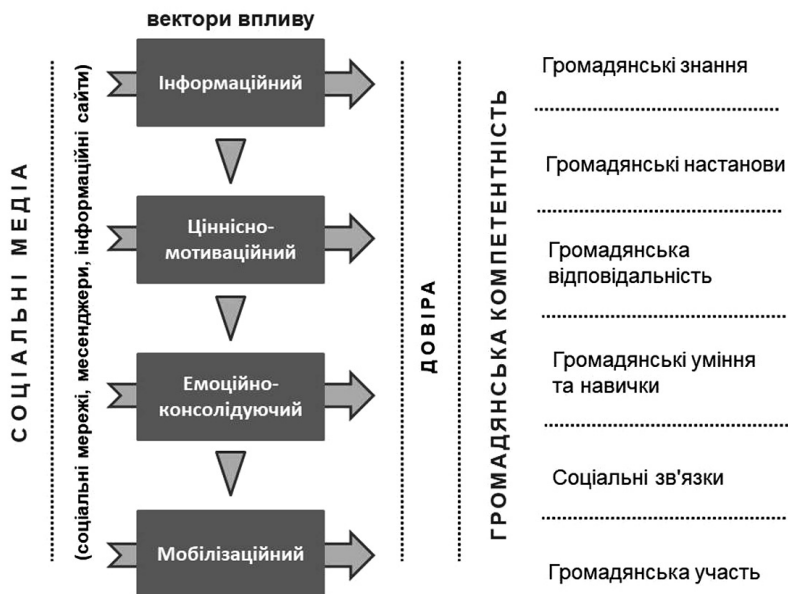 вектори впливу
СОЦІАЛЬНІ МЕДІА
(соціальні мережі, месенджери, інформаційні сайти)
Інформаційний
Ціннісно-
мотиваційний
Емоційно-
консолідуючий
Мобілізаційний
ДОВІРА
ГРОМАДЯНСЬКА КОМПЕТЕНТНІСТЬ
Громадянські знання
Громадянські настанови
Громадянська
відповідальність
Громадянські уміння
та навички
Соціальні зв'язки
Громадянська участь